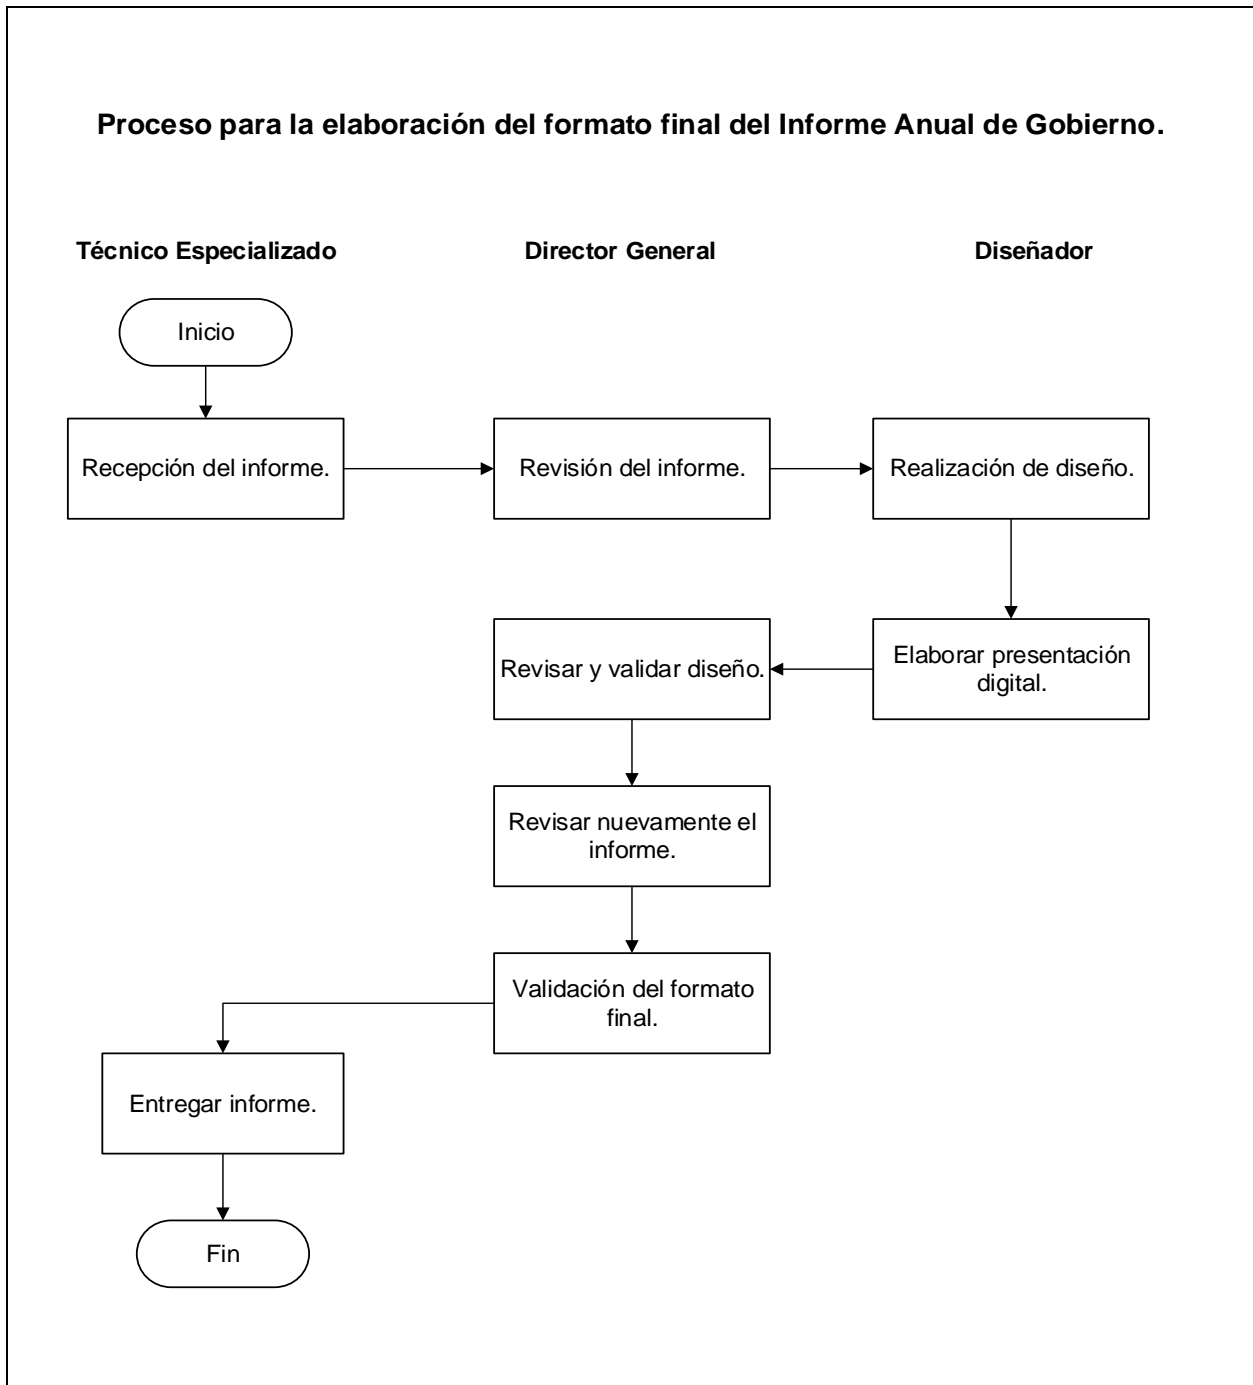 Proceso para la elaboración del formato final del Informe Anual de Gobierno.
Técnico Especializado
Director General
Diseñador
Inicio
Recepción del informe.
Revisión del informe.
Realización de diseño.
Elaborar presentación
digital.
Revisar y validar diseño.
Revisar nuevamente el
informe.
Validación del formato
final.
Entregar informe.
Fin